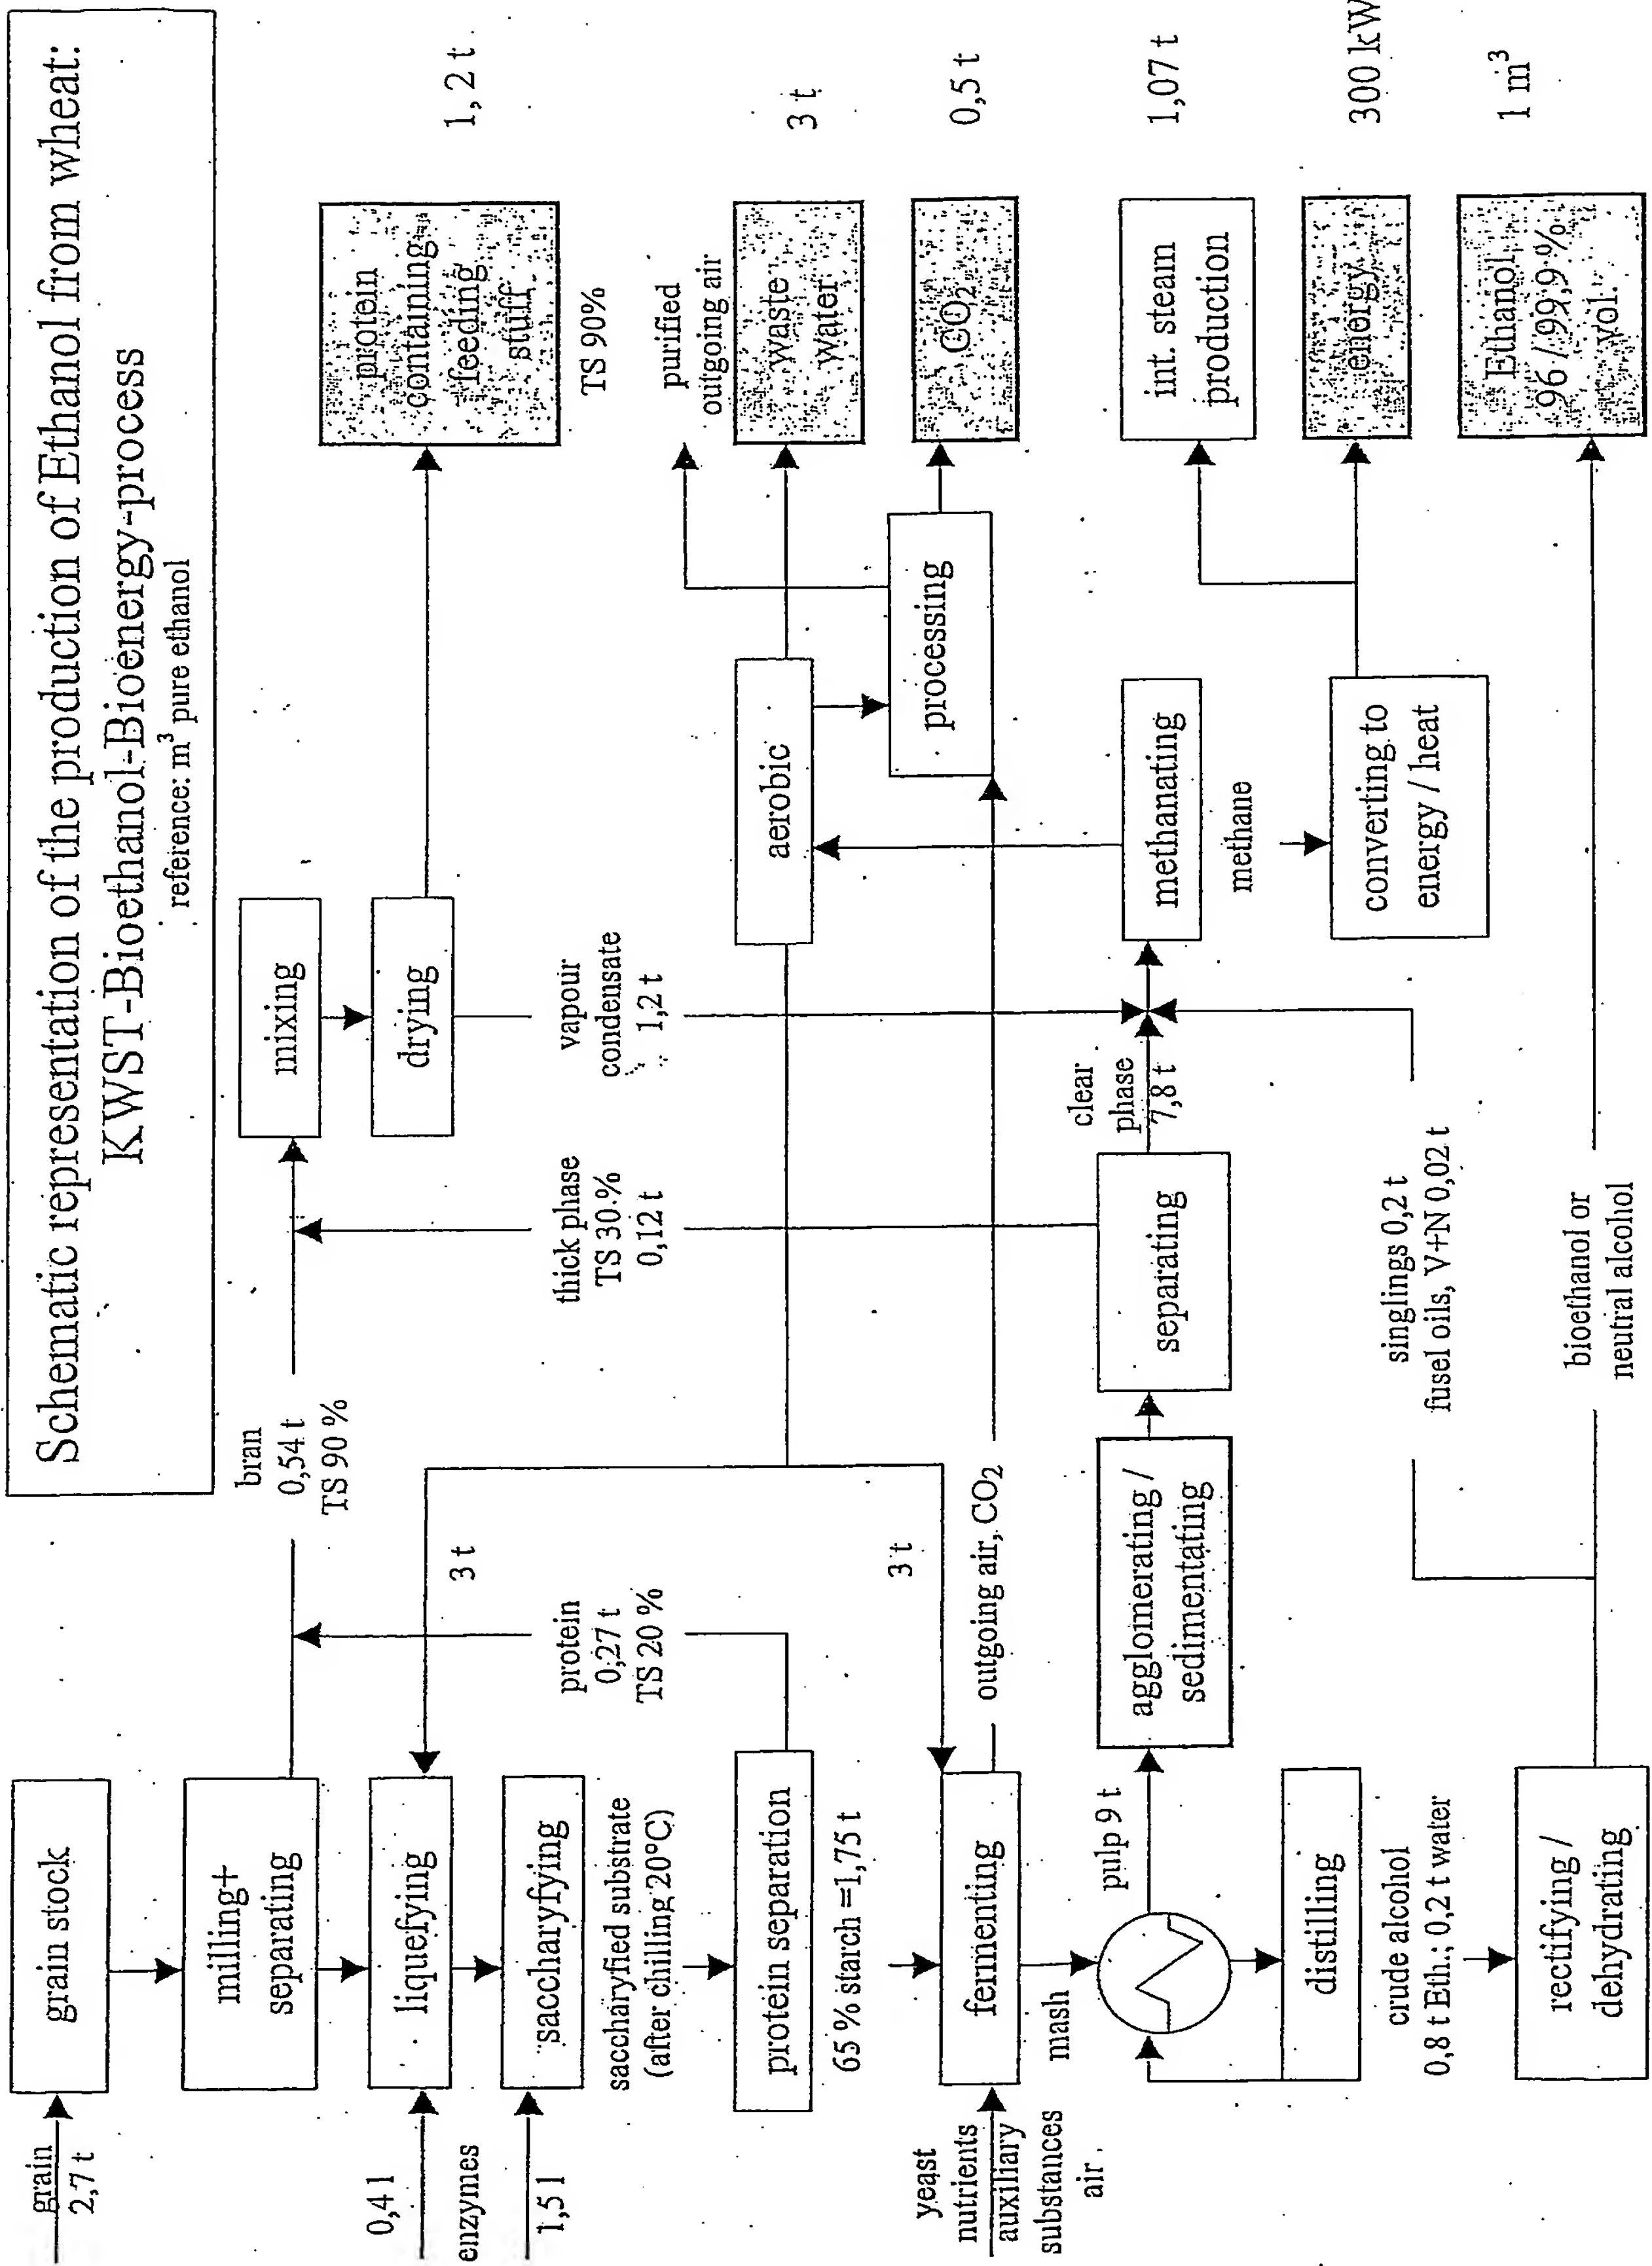 Schematic representation of the production of Ethanol from wheat:
KWST-Bioethanol-Bioenergy-process
reference: m³ pure ethanol
grain
2,7 t
grain stock
milling+
separating
bran
0,54 t
TS 90 %
mixing
drying
protein
containing
feeding
stuff
TS 90%
1, 2 t
0,4 l
enzymes
1,5 l
liquefying
saccharyfying
3 t
saccharyfied substrate
(after chilling 20°C)
protein
0,27 t
TS 20 %
thick phase
TS 30 %
0,12 t
vapour
condensate
1,2 t
purified
outgoing air
protein separation
65 % starch =1,75 t
aerobic
waste
water
3 t
3 t
processing
CO₂
0,5 t
yeast
nutrients
auxiliary
substances
air
fermenting
outgoing air, CO₂
mash
pulp 9 t
agglomerating /
sedimentating
separating
clear
phase
7,8 t
methanating
methane
int. steam
production
1,07 t
distilling
converting to
energy / heat
energy
300 kW
crude alcohol
0,8 t Eth.; 0,2 t water
singlings 0,2 t
fusel oils, V+N 0,02 t
rectifying /
dehydrating
bioethanol or
neutral alcohol
Ethanol
96 / 99,9 %
vol.
1 m³